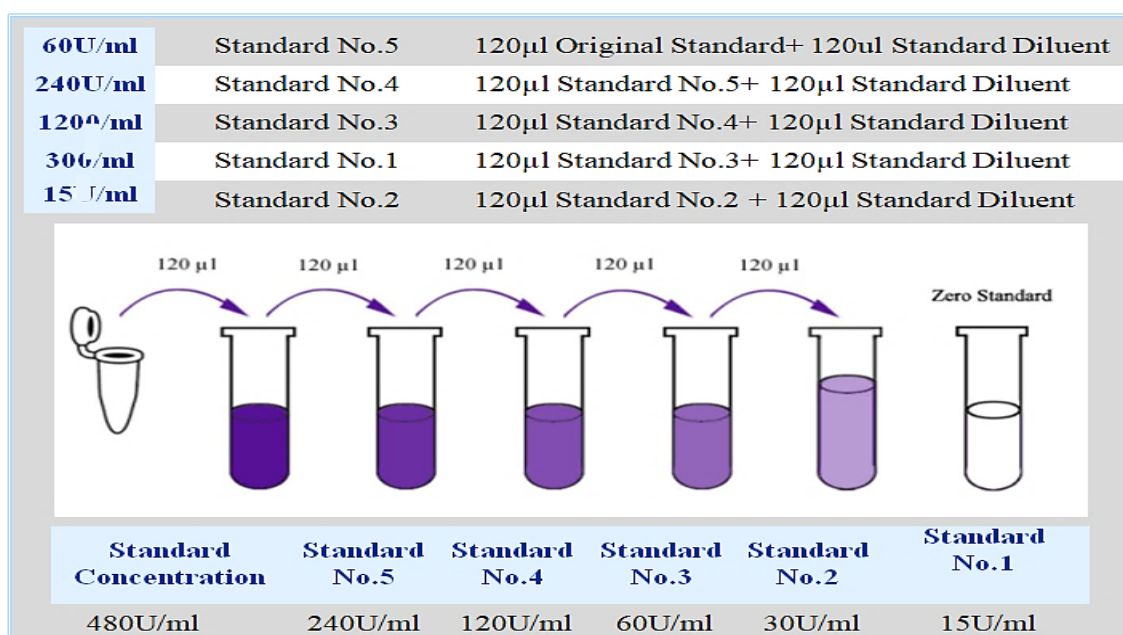 60U/ml Standard No.5 120µl Original Standard+ 120ul Standard Diluent
240U/ml Standard No.4 120µl Standard No.5+ 120µl Standard Diluent
/ml Standard No.3 120µl Standard No.4+ 120µl Standard Diluent
/ml Standard No.1 120µl Standard No.3+ 120µl Standard Diluent
/ml Standard No.2 120µl Standard No.2 + 120µl Standard Diluent
120 µl 120 µl 120 µl 120 µl 120 µl
Zero Standard
Standard Standard Standard Standard Standard Standard
Concentration No.5 No.4 No.3 No.2 No.1
480U/ml 240U/ml 120U/ml 60U/ml 30U/ml 15U/ml